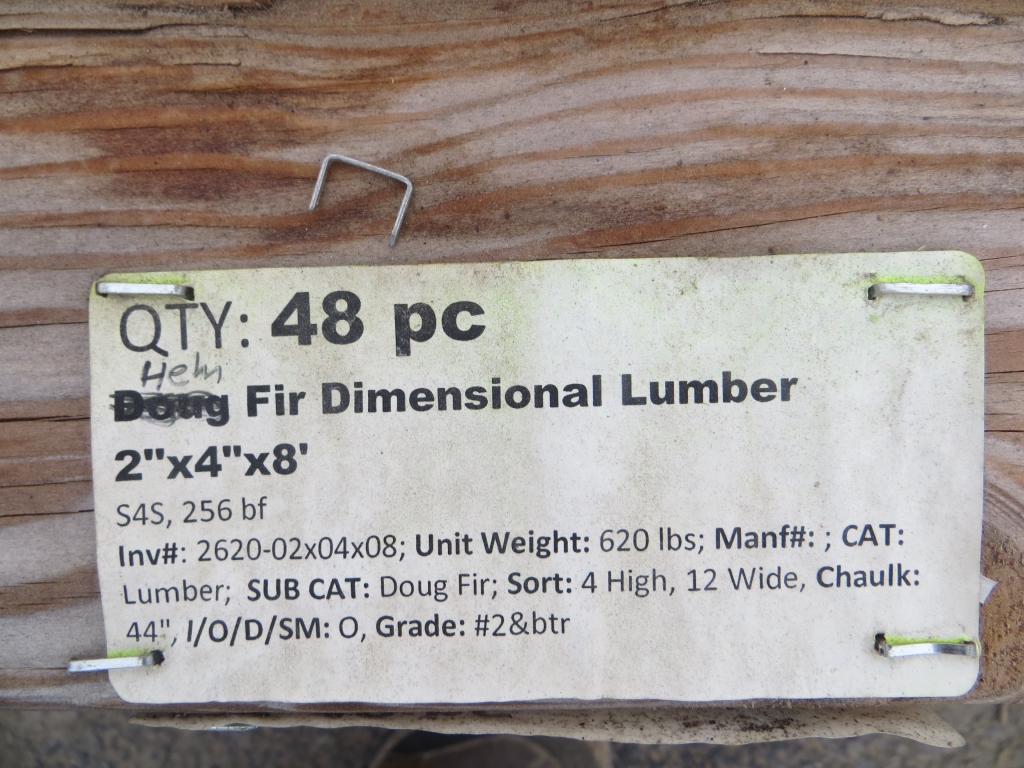 QTY: 48 pc
Hem
Doug Fir Dimensional Lumber
2"x4"x8'
S4S, 256 bf
Inv#: 2620-02x04x08; Unit Weight: 620 lbs; Manf#: ; CAT:
Lumber; SUB CAT: Doug Fir; Sort: 4 High, 12 Wide, Chaulk:
44", I/O/D/SM: O, Grade: #2&btr